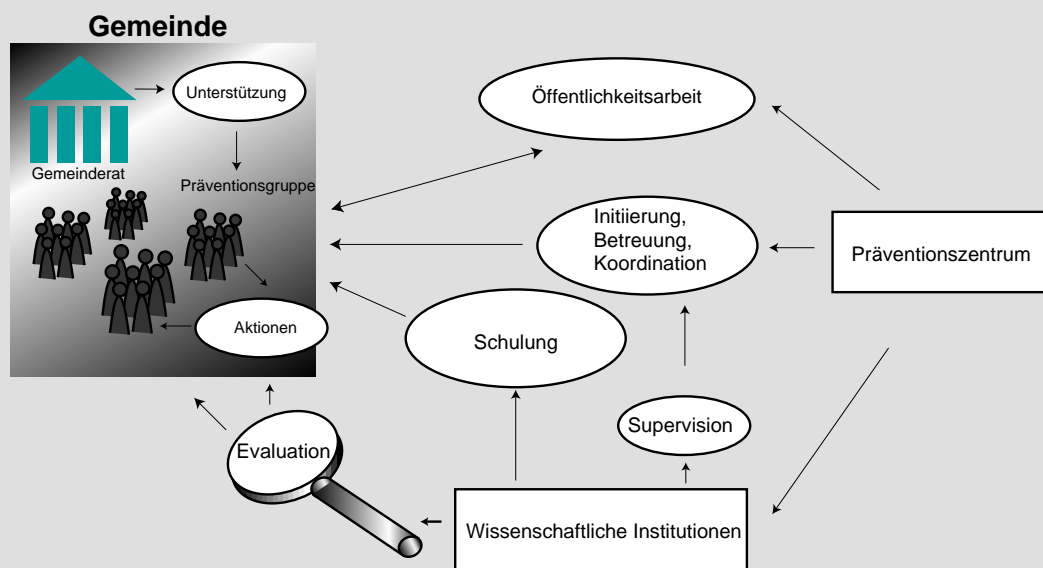 Gemeinde
Unterstützung
Gemeinderat
Präventionsgruppe
Aktionen
Öffentlichkeitsarbeit
Initiierung,
Betreuung,
Koordination
Präventionszentrum
Schulung
Supervision
Evaluation
Wissenschaftliche Institutionen